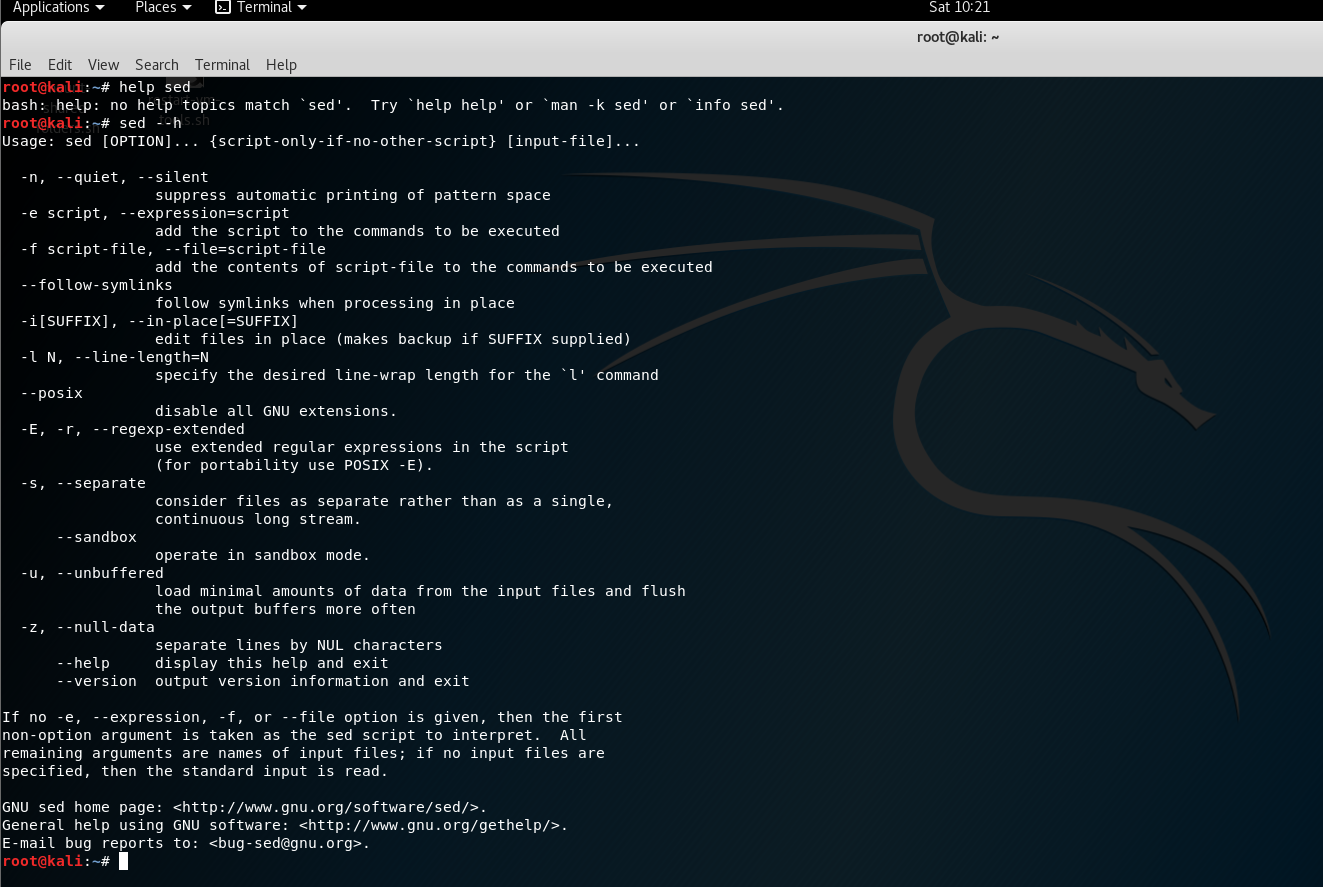 Applications Places Terminal Sat 10:21
root@kali: ~
File Edit View Search Terminal Help
root@kali:~# help sed
bash: help: no help topics match `sed'.  Try `help help' or `man -k sed' or `info sed'.
root@kali:~# sed --h
Usage: sed [OPTION]... {script-only-if-no-other-script} [input-file]...

  -n, --quiet, --silent
                 suppress automatic printing of pattern space
  -e script, --expression=script
                 add the script to the commands to be executed
  -f script-file, --file=script-file
                 add the contents of script-file to the commands to be executed
  --follow-symlinks
                 follow symlinks when processing in place
  -i[SUFFIX], --in-place[=SUFFIX]
                 edit files in place (makes backup if SUFFIX supplied)
  -l N, --line-length=N
                 specify the desired line-wrap length for the `l' command
  --posix
                 disable all GNU extensions.
  -E, -r, --regexp-extended
                 use extended regular expressions in the script
                 (for portability use POSIX -E).
  -s, --separate
                 consider files as separate rather than as a single,
                 continuous long stream.
      --sandbox
                 operate in sandbox mode.
  -u, --unbuffered
                 load minimal amounts of data from the input files and flush
                 the output buffers more often
  -z, --null-data
                 separate lines by NUL characters
      --help     display this help and exit
      --version  output version information and exit

If no -e, --expression, -f, or --file option is given, then the first
non-option argument is taken as the sed script to interpret.  All
remaining arguments are names of input files; if no input files are
specified, then the standard input is read.

GNU sed home page: <http://www.gnu.org/software/sed/>.
General help using GNU software: <http://www.gnu.org/gethelp/>.
E-mail bug reports to: <bug-sed@gnu.org>.
root@kali:~#